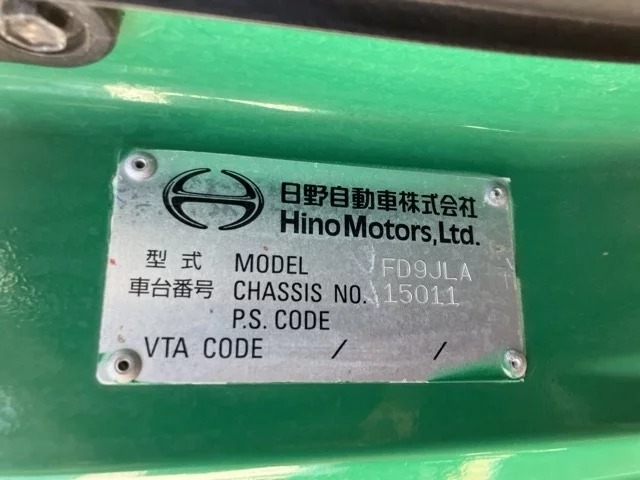 日野自動車株式会社
Hino Motors, Ltd.
型式 MODEL FD9JLA
車台番号 CHASSIS NO. 15011
P.S. CODE
VTA CODE / /